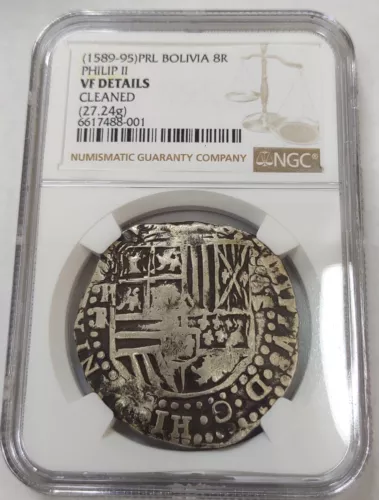 (1589-95)PRL BOLIVIA 8R
PHILIP II
VF DETAILS
CLEANED
(27.24g)
6617488-001
NUMISMATIC GUARANTY COMPANY
NGC